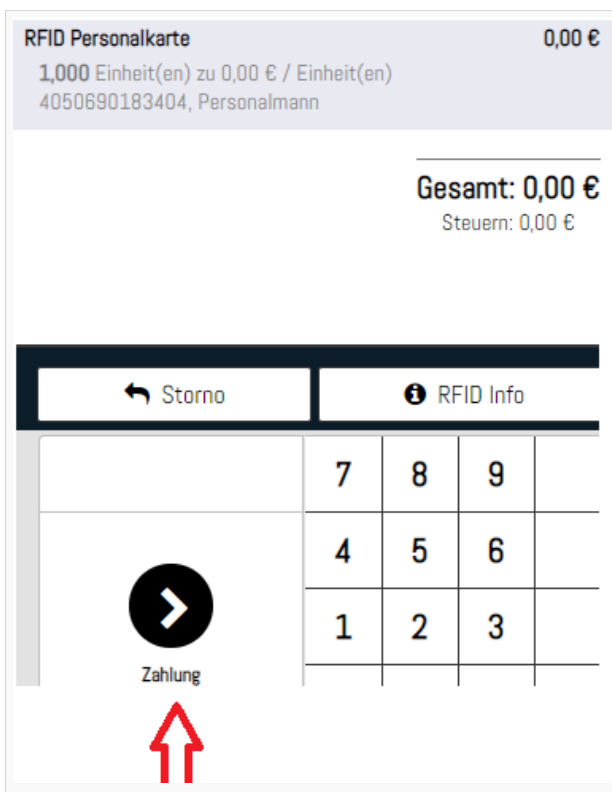 RFID Personalkarte 0,00 €
1,000 Einheit(en) zu 0,00 € / Einheit(en)
4050690183404, Personalmann
Gesamt: 0,00 €
Steuern: 0,00 €
Storno RFID Info
7 8 9
4 5 6
1 2 3
Zahlung